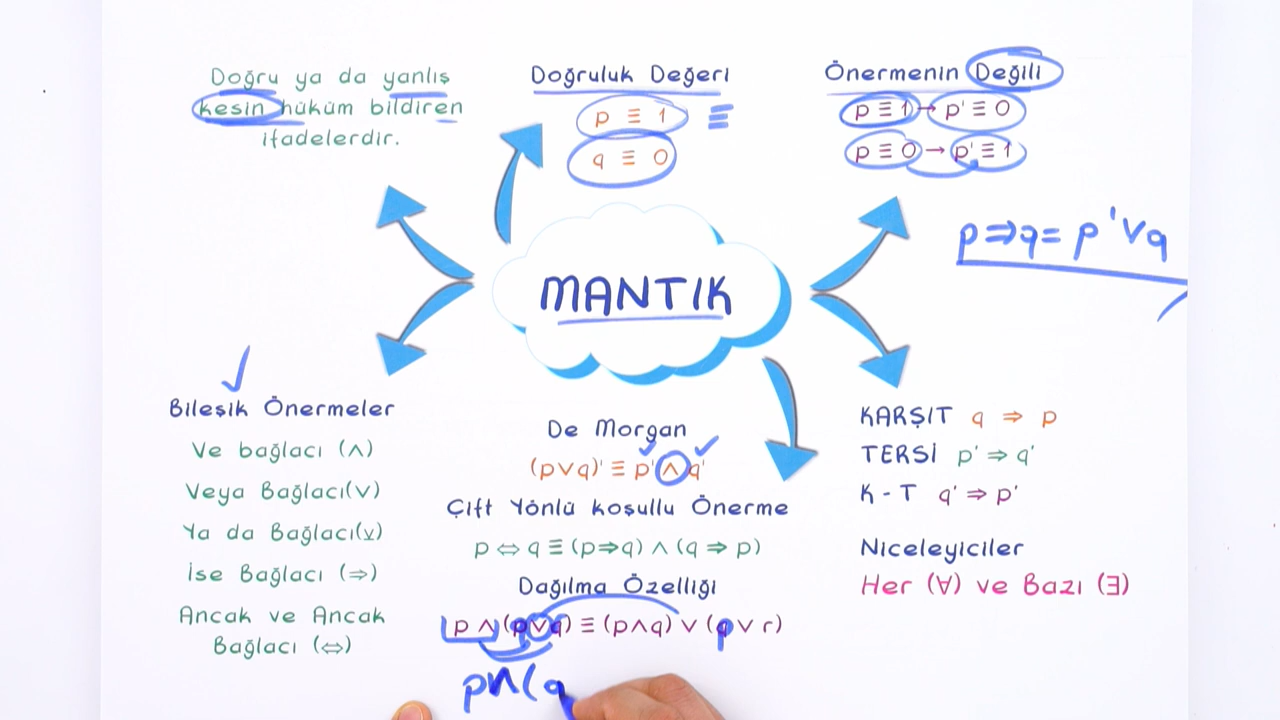 Doğru ya da yanlış
kesin hüküm bildiren
ifadelerdir.
Doğruluk Değeri
p ≡ 1 ≡
q ≡ 0
Önermenin Değili
p ≡ 1 → p' ≡ 0
p ≡ 0 → p' ≡ 1
p⇒q = p'∨q
MANTIK
Bileşik Önermeler
Ve bağlacı (∧)
Veya Bağlacı(∨)
Ya da Bağlacı(⊻)
İse Bağlacı (⇒)
Ancak ve Ancak
Bağlacı (⇔)
De Morgan
(p∨q)' ≡ p' ∧ q'
Çift Yönlü koşullu Önerme
p ⇔ q ≡ (p⇒q) ∧ (q ⇒ p)
Dağılma Özelliği
p ∧ (p∨q) ≡ (p∧q) ∨ (p∨r)
p∧(q
KARŞIT q ⇒ p
TERSİ p' ⇒ q'
K - T q' ⇒ p'
Niceleyiciler
Her (∀) ve Bazı (∃)